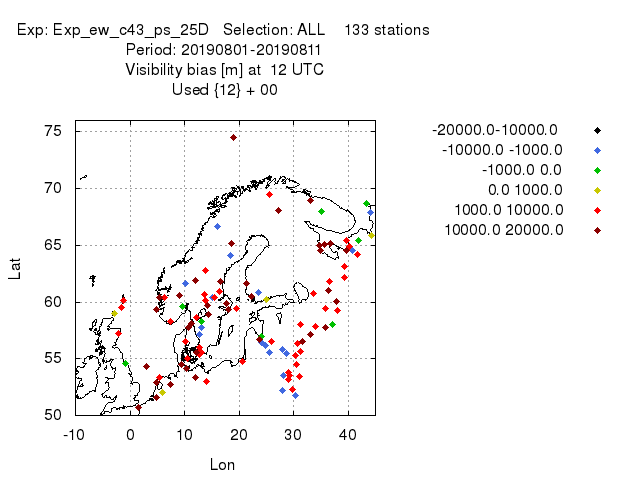 Exp: Exp_ew_c43_ps_25D   Selection: ALL    133 stations
Period: 20190801-20190811
Visibility bias [m] at  12 UTC
Used {12} + 00
-20000.0-10000.0
-10000.0 -1000.0
-1000.0 0.0
0.0 1000.0
1000.0 10000.0
10000.0 20000.0
75
70
65
60
55
50
Lat
-10 0 10 20 30 40
Lon